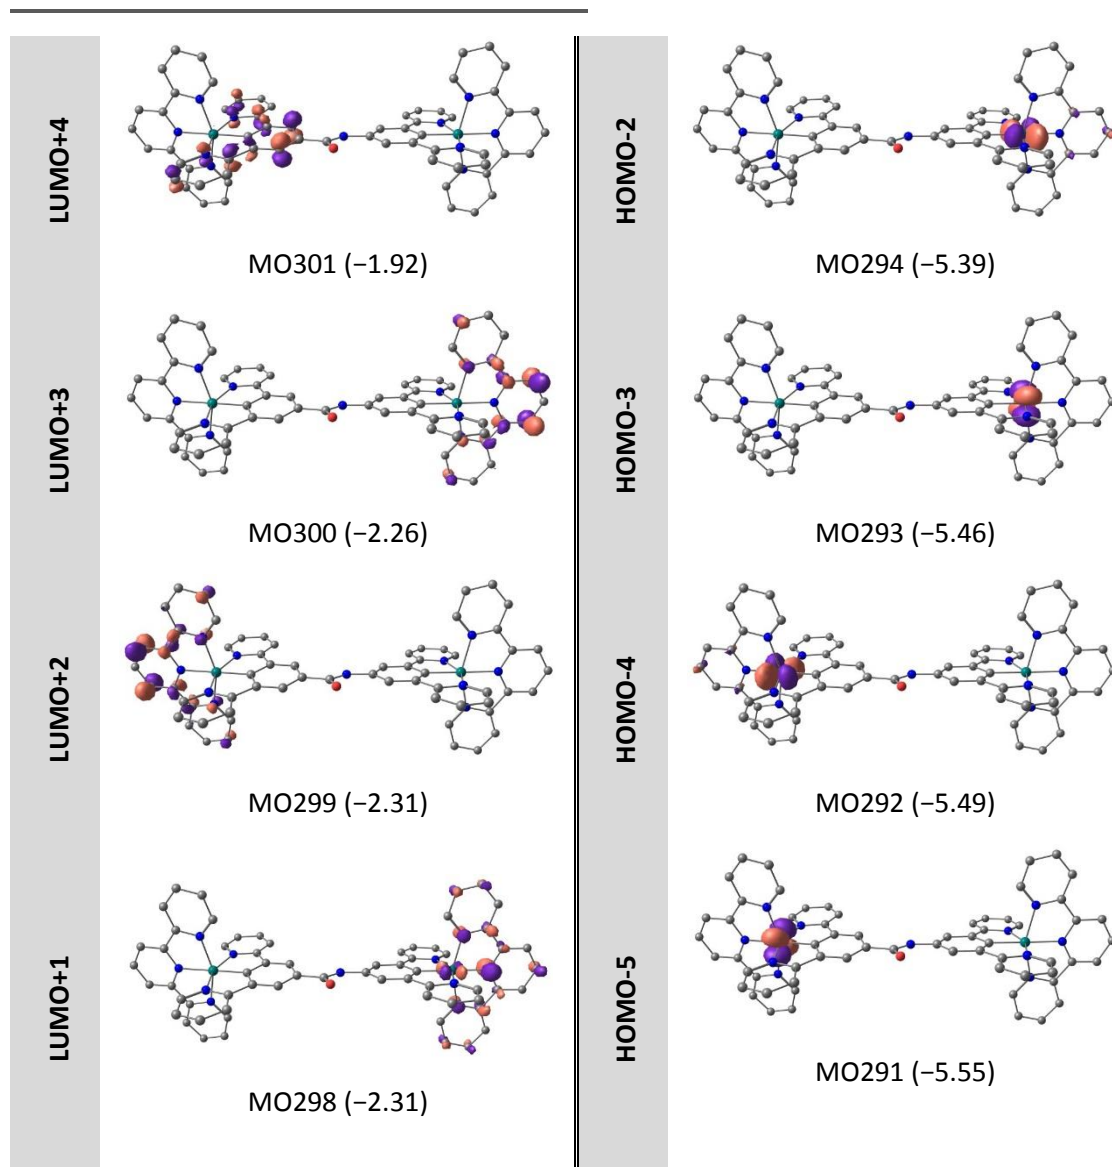 LUMO+4
MO301 (−1.92)
LUMO+3
MO300 (−2.26)
LUMO+2
MO299 (−2.31)
LUMO+1
MO298 (−2.31)
HOMO-2
MO294 (−5.39)
HOMO-3
MO293 (−5.46)
HOMO-4
MO292 (−5.49)
HOMO-5
MO291 (−5.55)